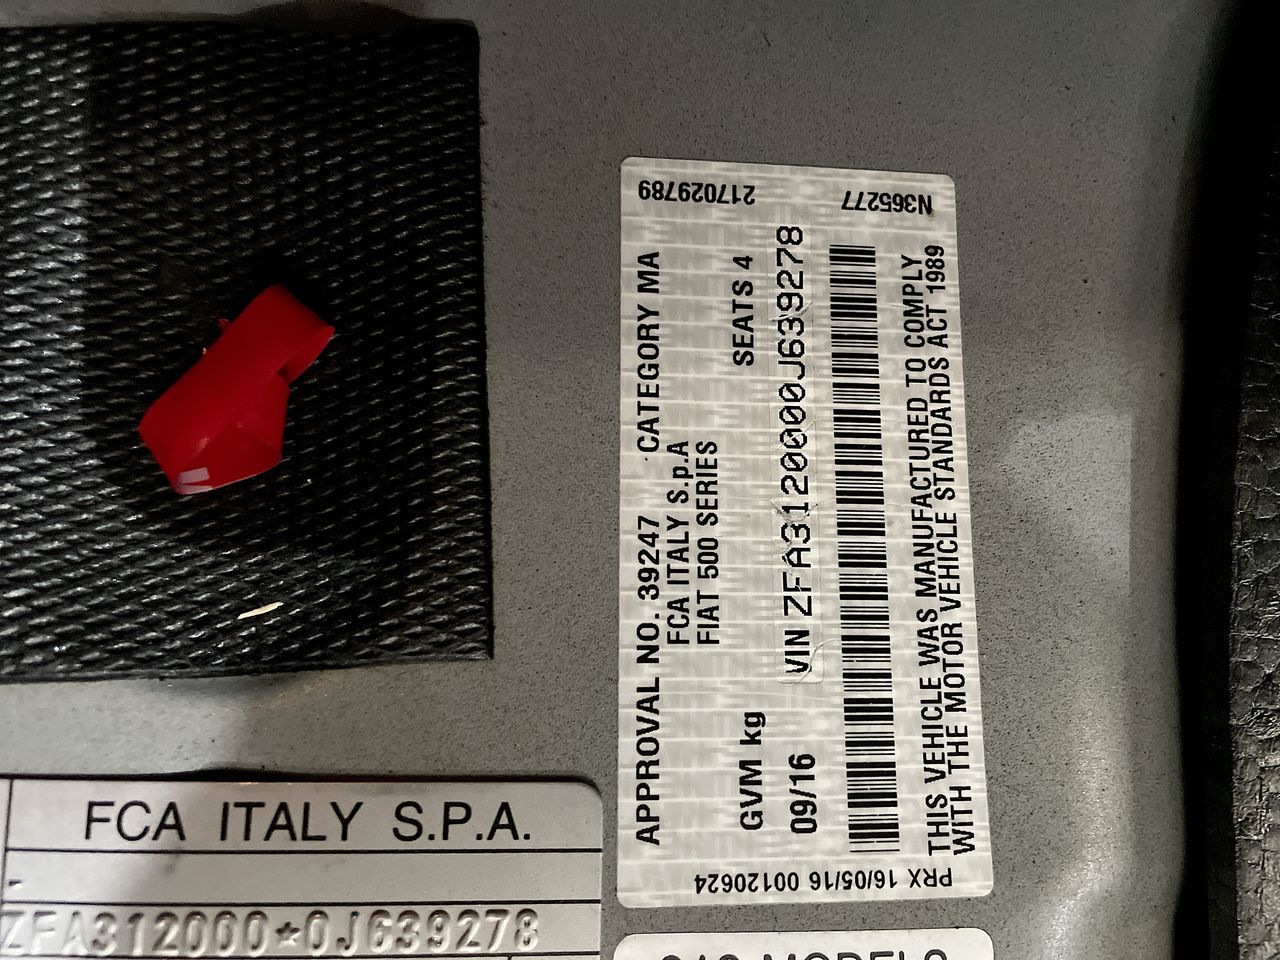 217029789
N365277
APPROVAL NO. 39247 CATEGORY MA
FCA ITALY S.p.A
FIAT 500 SERIES
GVM kg SEATS 4
09/16 VIN ZFA3120000J639278
THIS VEHICLE WAS MANUFACTURED TO COMPLY
WITH THE MOTOR VEHICLE STANDARDS ACT 1989
PRX 16/05/16 00120624
FCA ITALY S.P.A.
ZFA312000*0J639278